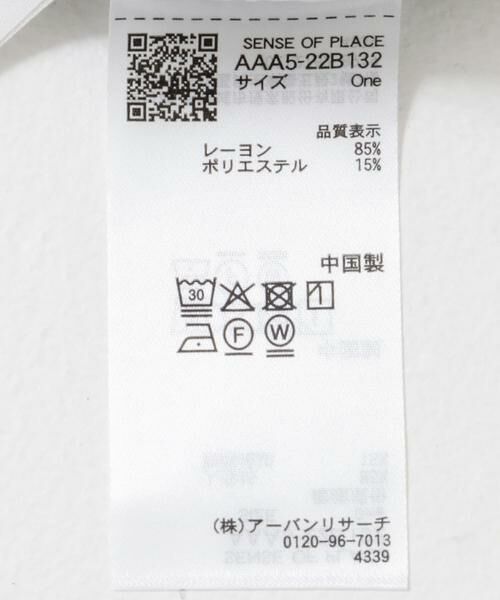 SENSE OF PLACE
AAA5-22B132
サイズ One
品質表示
レーヨン 85%
ポリエステル 15%
中国製
30
F W
(株)アーバンリサーチ
0120-96-7013
4339